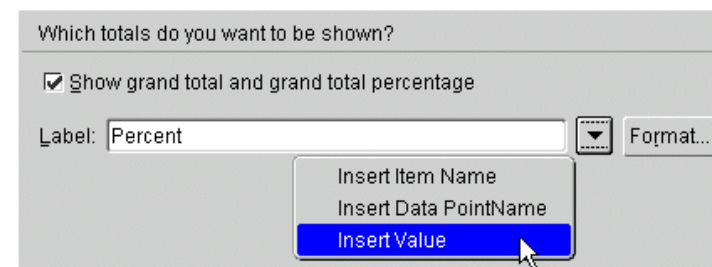 Which totals do you want to be shown?
Show grand total and grand total percentage
Label: Percent Format...
Insert Item Name
Insert Data PointName
Insert Value